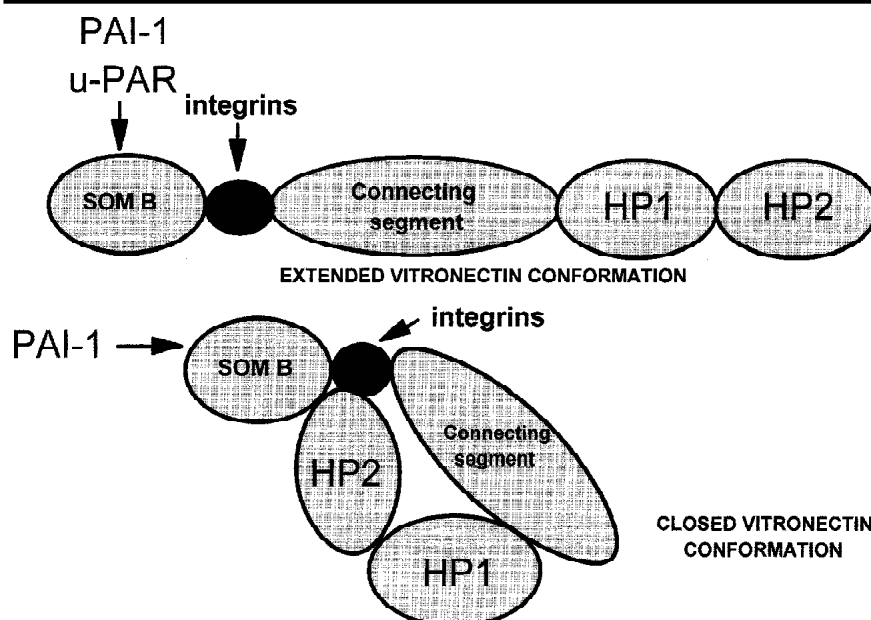 PAI-1
u-PAR
integrins
SOM B
Connecting
segment
HP1
HP2
EXTENDED VITRONECTIN CONFORMATION
integrins
PAI-1
SOM B
Connecting
segment
HP2
CLOSED VITRONECTIN
CONFORMATION
HP1